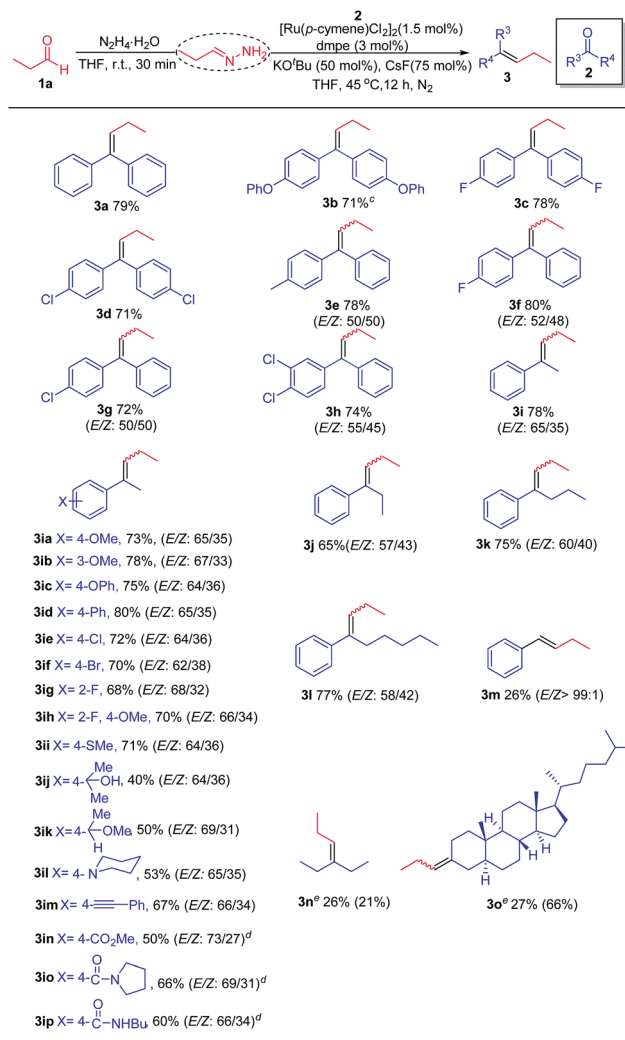 O
H
1a
N2H4·H2O
THF, r.t., 30 min
N
NH2
2
[Ru(p-cymene)Cl2]2(1.5 mol%)
dmpe (3 mol%)
KOtBu (50 mol%), CsF(75 mol%)
THF, 45 oC,12 h, N2
R3
R4
3
O
R3 R4
2
3a 79%
PhO OPh
3b 71%c
F F
3c 78%
Cl Cl
3d 71%
3e 78%
(E/Z: 50/50)
F
3f 80%
(E/Z: 52/48)
Cl
3g 72%
(E/Z: 50/50)
Cl
Cl
3h 74%
(E/Z: 55/45)
3i 78%
(E/Z: 65/35)
X
3ia X= 4-OMe, 73%, (E/Z: 65/35)
3ib X= 3-OMe, 78%, (E/Z: 67/33)
3ic X= 4-OPh, 75% (E/Z: 64/36)
3id X= 4-Ph, 80% (E/Z: 65/35)
3ie X= 4-Cl, 72% (E/Z: 64/36)
3if X= 4-Br, 70% (E/Z: 62/38)
3ig X= 2-F, 68% (E/Z: 68/32)
3ih X= 2-F, 4-OMe, 70% (E/Z: 66/34)
3ii X= 4-SMe, 71% (E/Z: 64/36)
Me
3ij X= 4- OH, 40% (E/Z: 64/36)
Me
Me
3ik X= 4- OMe, 50% (E/Z: 69/31)
H
3il X= 4- N , 53% (E/Z: 65/35)
3im X= 4- Ph, 67% (E/Z: 66/34)
3in X= 4-CO2Me, 50% (E/Z: 73/27)d
O
3io X= 4-C-N , 66% (E/Z: 69/31)d
O
3ip X= 4-C-NHBu, 60% (E/Z: 66/34)d
3j 65%(E/Z: 57/43)
3k 75% (E/Z: 60/40)
3l 77% (E/Z: 58/42)
3m 26% (E/Z> 99:1)
3ne 26% (21%)
H
H
H
H
3oe 27% (66%)